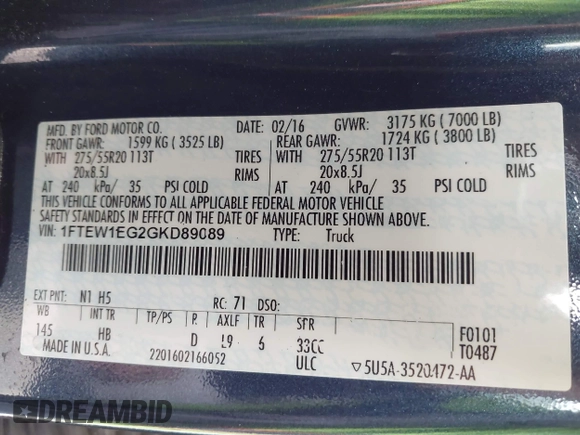 MFD. BY FORD MOTOR CO. DATE: 02/16 GVWR: 3175 KG ( 7000 LB)
FRONT GAWR: 1599 KG ( 3525 LB) REAR GAWR: 1724 KG ( 3800 LB)
WITH 275/55R20 113T TIRES WITH 275/55R20 113T TIRES
20x8.5J RIMS 20x8.5J RIMS
AT 240 kPa/ 35 PSI COLD AT 240 kPa/ 35 PSI COLD
THIS VEHICLE CONFORMS TO ALL APPLICABLE FEDERAL MOTOR VEHICLE
SAFETY STANDARDS IN EFFECT ON THE DATE OF MANUFACTURE SHOWN ABOVE.
VIN: 1FTEW1EG2GKD89089 TYPE: Truck
EXT PNT: N1 H5 RC: 71 DSO:
WB INT TR TP/PS R AXLE TR SPR
145 HB D L9 6 33CC F0101
MADE IN U.S.A. 2201602166052 ULC T0487
▽5U5A-3520472-AA
DREAMBID